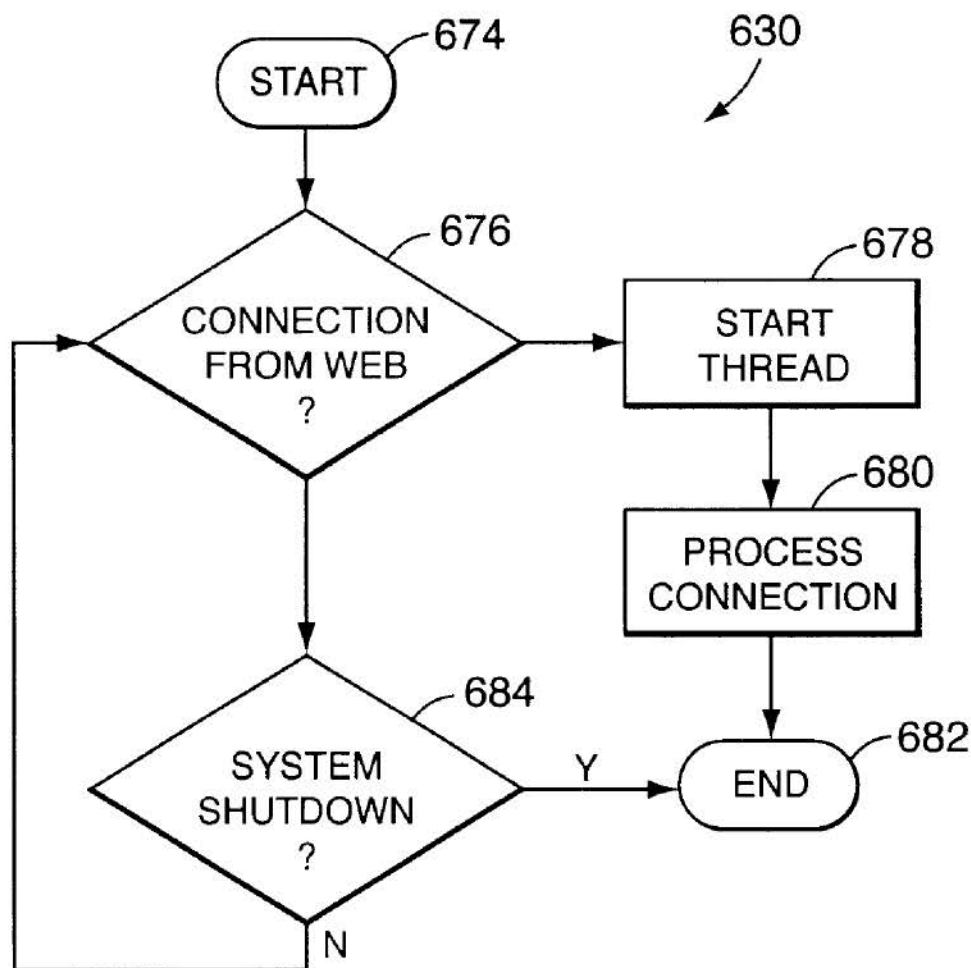 674
630
START
676
678
CONNECTION
FROM WEB
?
START
THREAD
680
PROCESS
CONNECTION
684
682
SYSTEM
SHUTDOWN
?
Y
END
N